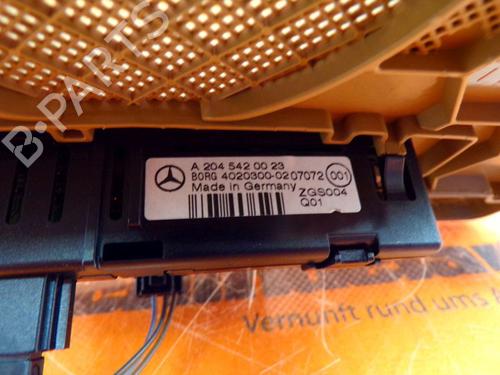 B-PARTS
A 204 542 00 23
BORG 4020300-0207072 001
Made in Germany ZGS004
Q01
Vernunft rund ums